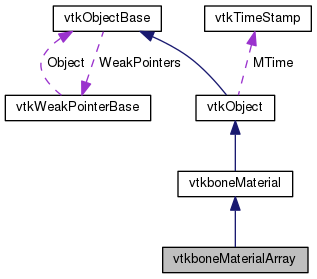 vtkObjectBase
vtkTimeStamp
Object
WeakPointers
MTime
vtkWeakPointerBase
vtkObject
vtkboneMaterial
vtkboneMaterialArray